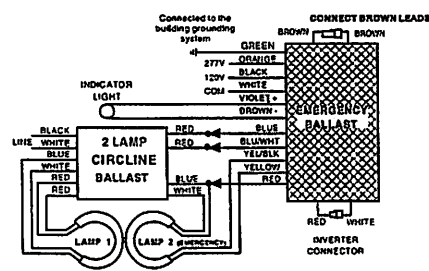 Connected to the
building grounding
system
CONNECT BROWN LEADS
BROWN
BROWN
GREEN
277V
ORANGE
120V
BLACK
COM
WHITE
INDICATOR
LIGHT
VIOLET +
BROWN -
EMERGENCY
BALLAST
BLACK
LINE
WHITE
BLUE
WHITE
RED
RED
2 LAMP
CIRCLINE
BALLAST
RED
RED
BLUE
WHITE
BLUE
BLU/WHT
YEL/BLK
YELLOW
RED
LAMP 1
LAMP 2 (EMERGENCY)
RED
WHITE
INVERTER
CONNECTOR